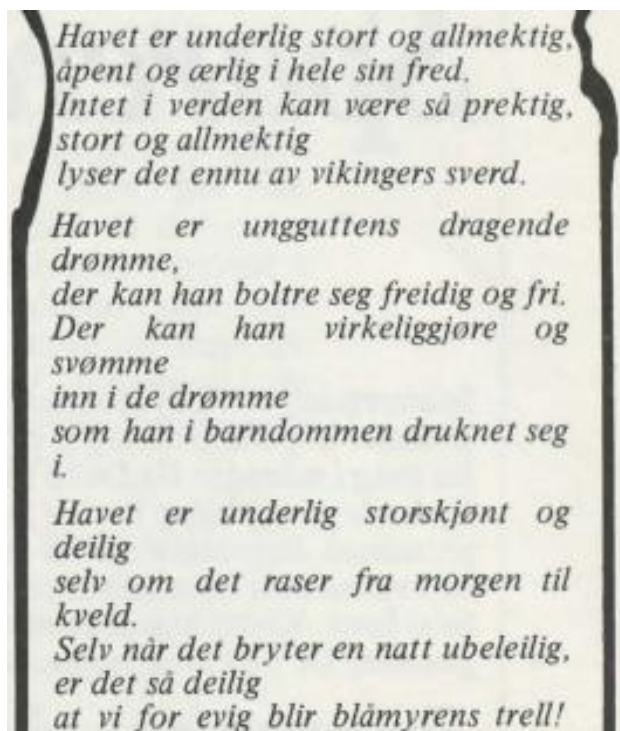 Havet er underlig stort og allmektig,
åpent og ærlig i hele sin fred.
Intet i verden kan være så prektig,
stort og allmektig
lyser det ennu av vikingers sverd.
Havet er ungguttens dragende
drømme,
der kan han boltre seg freidig og fri.
Der kan han virkeliggjøre og
svømme
inn i de drømme
som han i barndommen druknet seg
i.
Havet er underlig storskjønt og
deilig
selv om det raser fra morgen til
kveld.
Selv når det bryter en natt ubeleilig,
er det så deilig
at vi for evig blir blåmyrens trell!